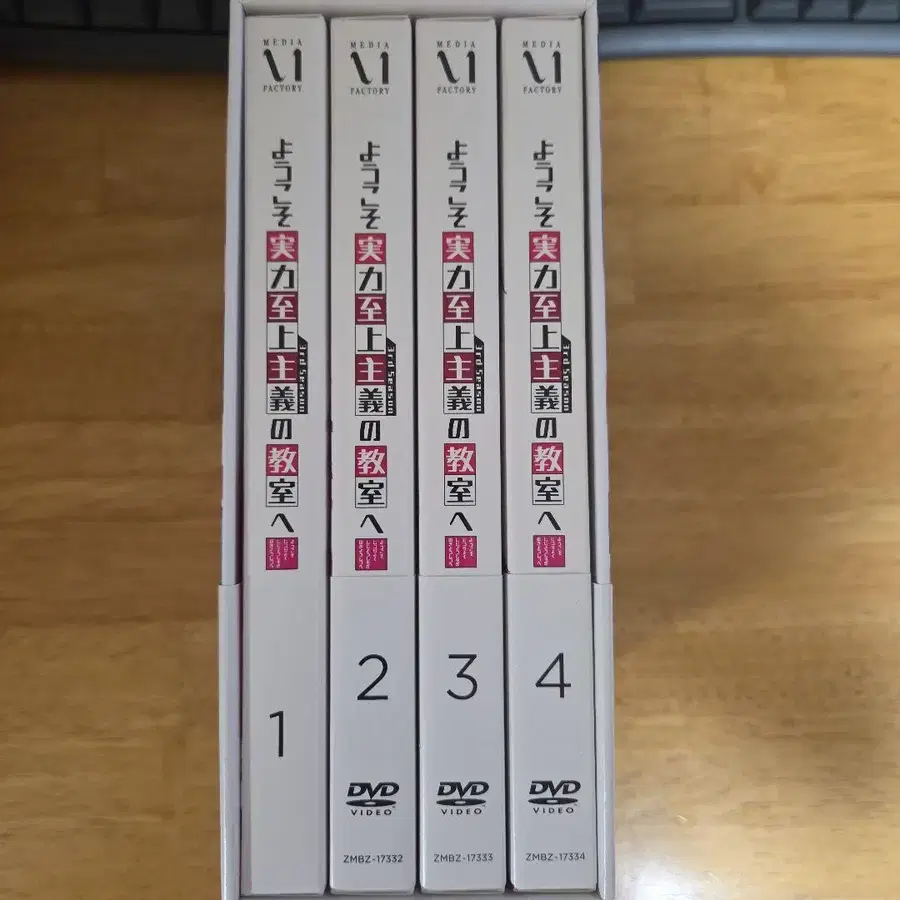 MEDIA
FACTORY
ようこそ実力至上主義の教室へ
3rd Season
1
MEDIA
FACTORY
ようこそ実力至上主義の教室へ
3rd Season
2
DVD
VIDEO
ZMBZ-17332
MEDIA
FACTORY
ようこそ実力至上主義の教室へ
3rd Season
3
DVD
VIDEO
ZMBZ-17333
MEDIA
FACTORY
ようこそ実力至上主義の教室へ
3rd Season
4
DVD
VIDEO
ZMBZ-17334